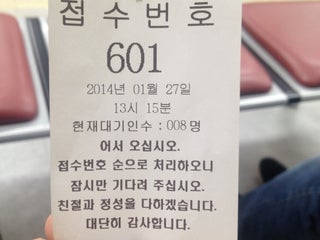 접수번호
601
2014년 01월 27일
13시 15분
현재대기인수 : 008명
어서 오십시오.
접수번호 순으로 처리하오니
잠시만 기다려 주십시오.
친절과 정성을 다하겠습니다.
대단히 감사합니다.